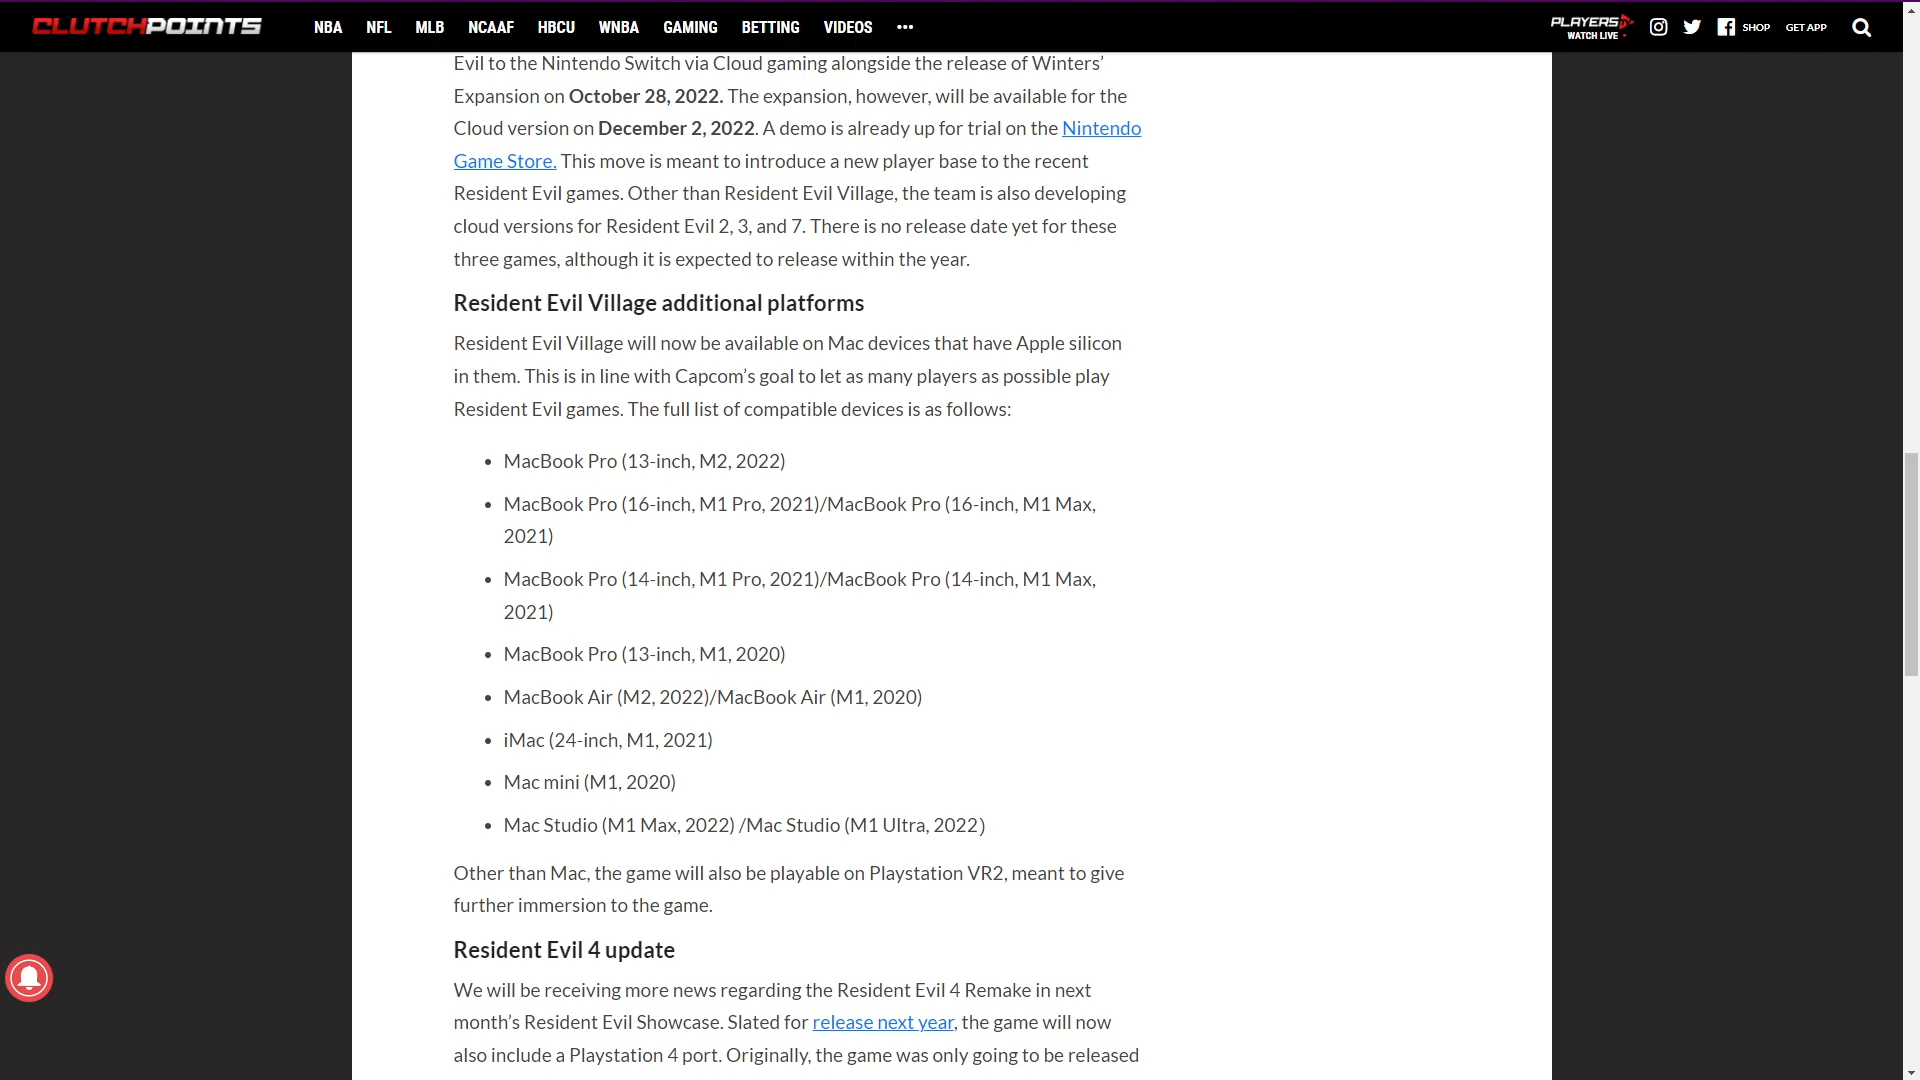 CLUTCHPOINTS NBA NFL MLB NCAAF HBCU WNBA GAMING BETTING VIDEOS ••• PLAYERSTV WATCH LIVE SHOP GET APP
Evil to the Nintendo Switch via Cloud gaming alongside the release of Winters’
Expansion on October 28, 2022. The expansion, however, will be available for the
Cloud version on December 2, 2022. A demo is already up for trial on the Nintendo
Game Store. This move is meant to introduce a new player base to the recent
Resident Evil games. Other than Resident Evil Village, the team is also developing
cloud versions for Resident Evil 2, 3, and 7. There is no release date yet for these
three games, although it is expected to release within the year.
Resident Evil Village additional platforms
Resident Evil Village will now be available on Mac devices that have Apple silicon
in them. This is in line with Capcom’s goal to let as many players as possible play
Resident Evil games. The full list of compatible devices is as follows:
• MacBook Pro (13-inch, M2, 2022)
• MacBook Pro (16-inch, M1 Pro, 2021)/MacBook Pro (16-inch, M1 Max,
2021)
• MacBook Pro (14-inch, M1 Pro, 2021)/MacBook Pro (14-inch, M1 Max,
2021)
• MacBook Pro (13-inch, M1, 2020)
• MacBook Air (M2, 2022)/MacBook Air (M1, 2020)
• iMac (24-inch, M1, 2021)
• Mac mini (M1, 2020)
• Mac Studio (M1 Max, 2022) /Mac Studio (M1 Ultra, 2022)
Other than Mac, the game will also be playable on Playstation VR2, meant to give
further immersion to the game.
Resident Evil 4 update
We will be receiving more news regarding the Resident Evil 4 Remake in next
month’s Resident Evil Showcase. Slated for release next year, the game will now
also include a Playstation 4 port. Originally, the game was only going to be released